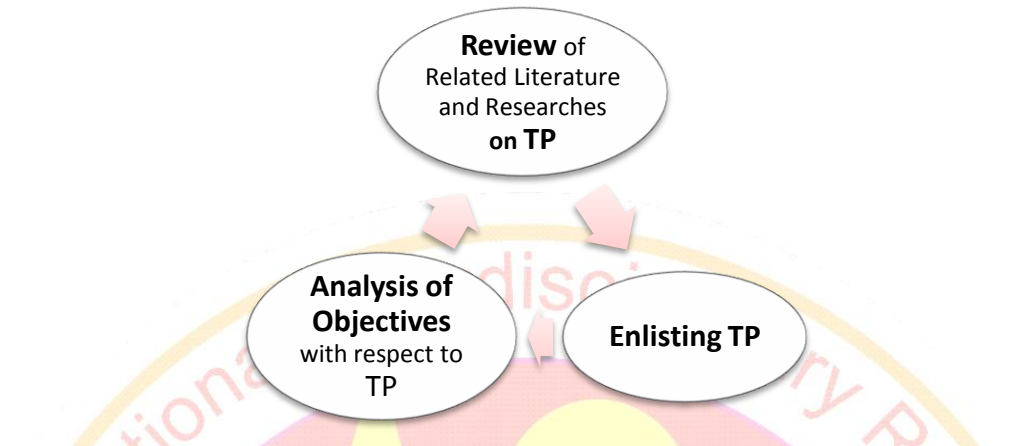 Review of
Related Literature
and Researches
on TP
Analysis of
Objectives
with respect to
TP
Enlisting TP